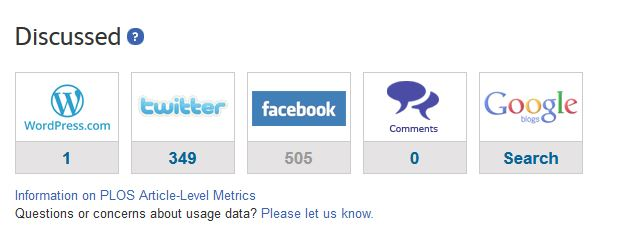 Discussed ?
WordPress.com
twitter
facebook
Comments
Google
blogs
1
349
505
0
Search
Information on PLOS Article-Level Metrics
Questions or concerns about usage data? Please let us know.